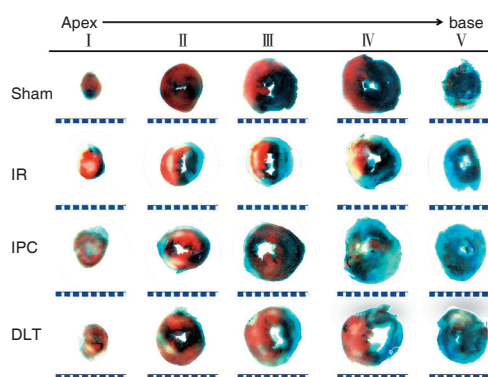 Apex base
I II III IV V
Sham
IR
IPC
DLT